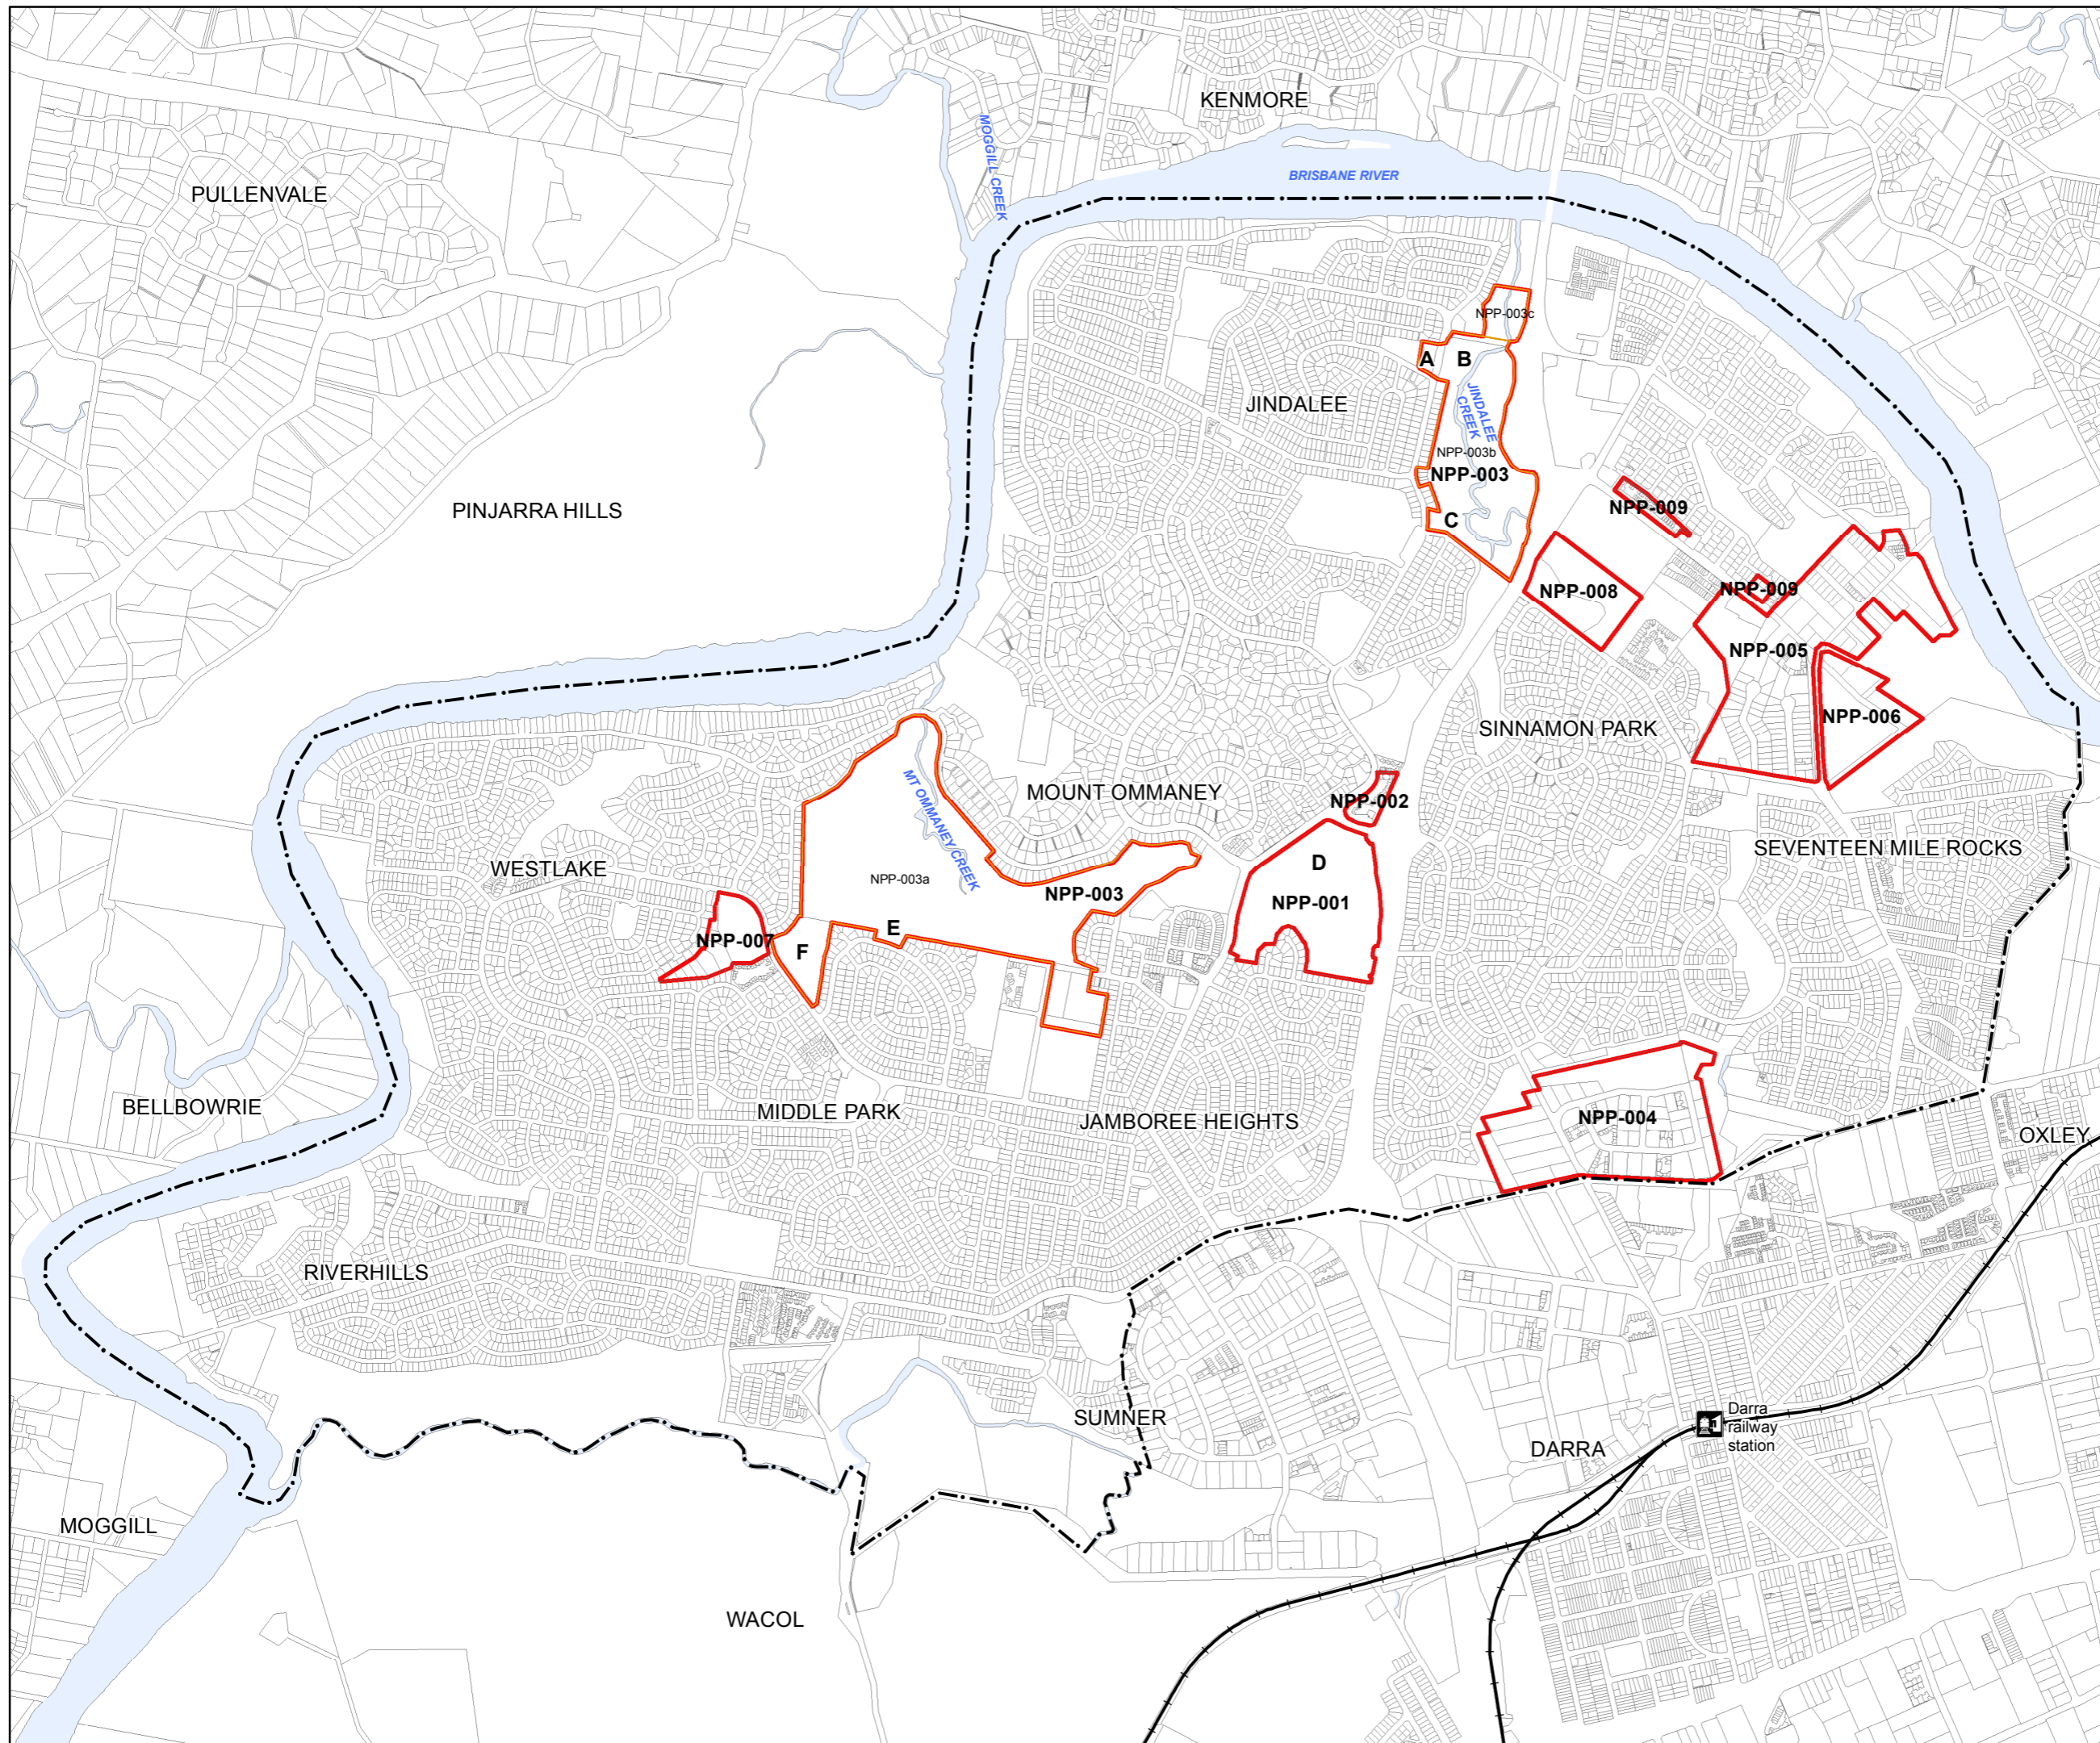 KENMORE
MOGGILL CREEK
BRISBANE RIVER
PULLENVALE
NPP-003c
A
B
JINDALEE
CREEK
JINDALEE
NPP-003b
NPP-003
PINJARRA HILLS
C
NPP-009
NPP-008
NPP-009
NPP-005
NPP-006
SINNAMON PARK
MT OMMANEY CREEK
MOUNT OMMANEY
NPP-002
SEVENTEEN MILE ROCKS
WESTLAKE
D
NPP-003a
NPP-003
NPP-001
E
NPP-007
F
BELLBOWRIE
MIDDLE PARK
JAMBOREE HEIGHTS
NPP-004
OXLEY
RIVERHILLS
SUMNER
Darra
railway
station
DARRA
MOGGILL
WACOL